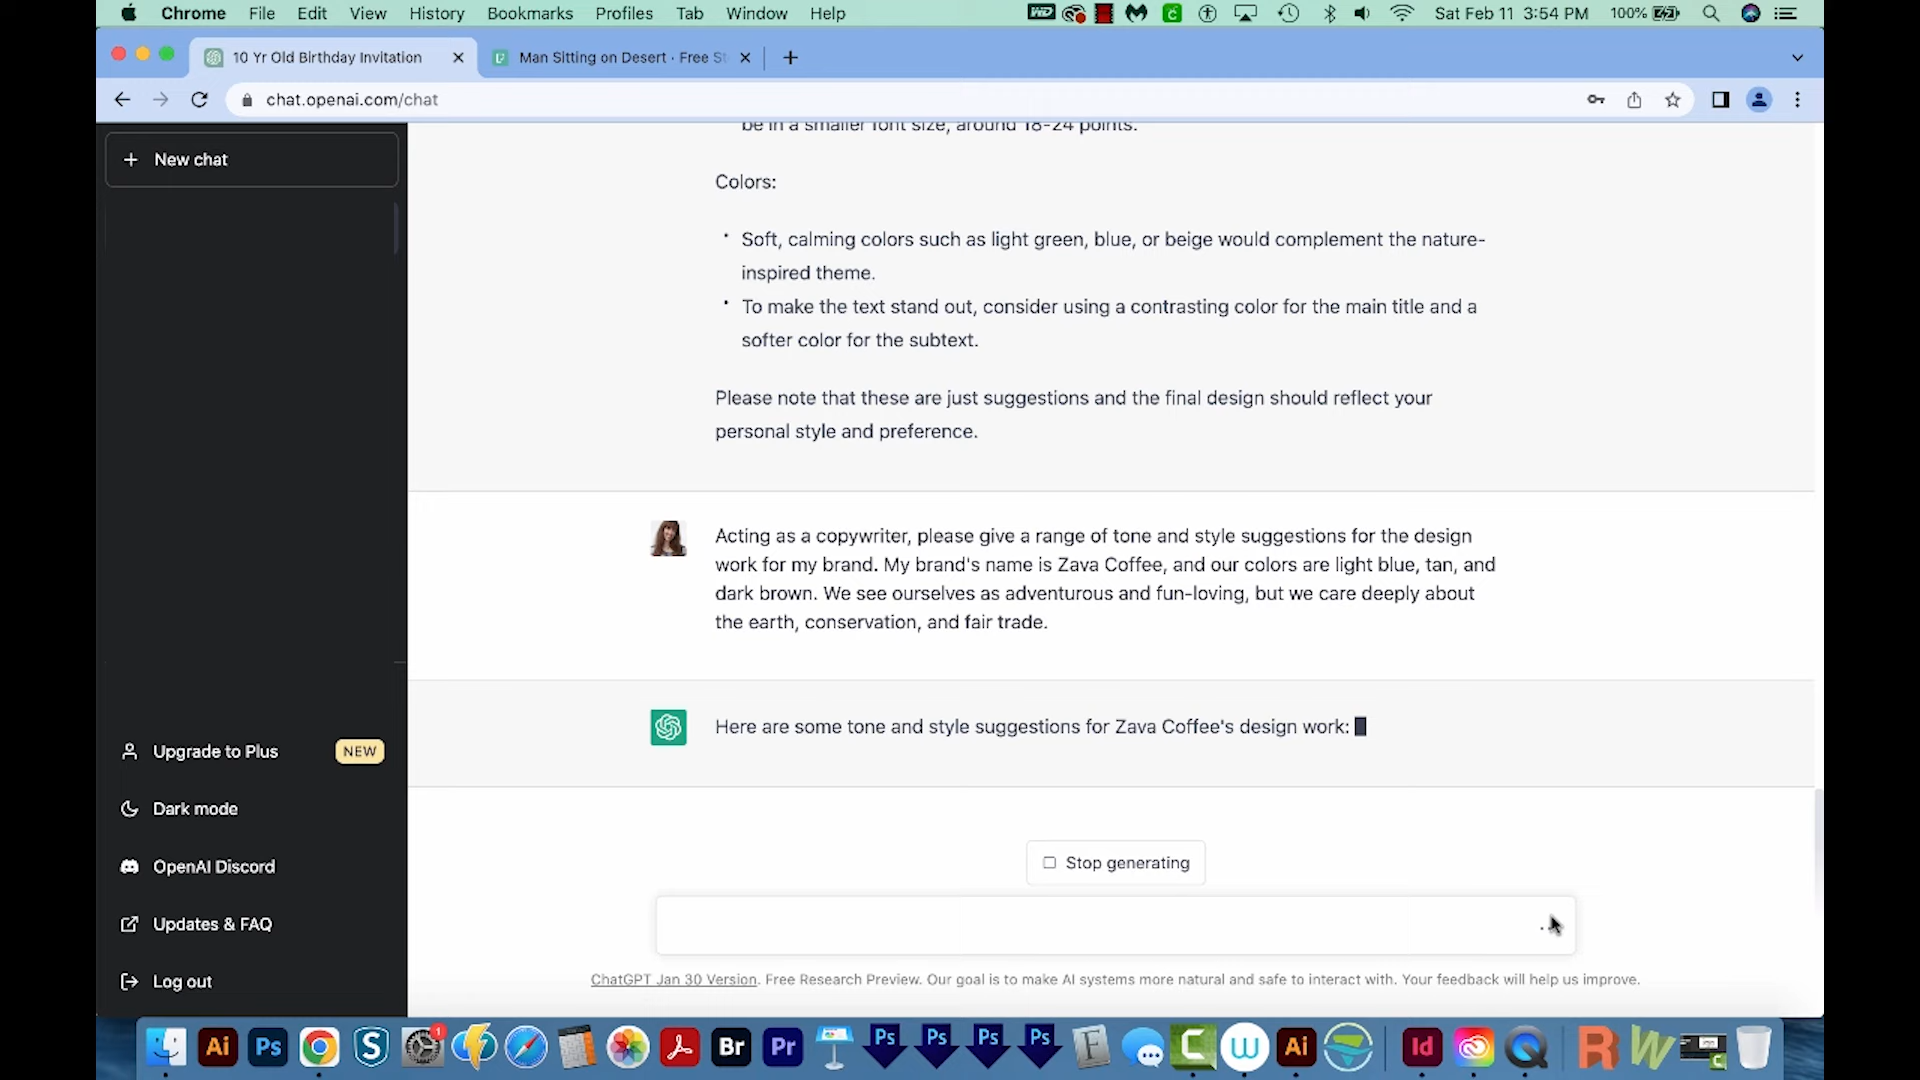 Chrome File Edit View History Bookmarks Profiles Tab Window Help Sat Feb 11 3:54 PM 100%
10 Yr Old Birthday Invitation Man Sitting on Desert · Free St
chat.openai.com/chat
be in a smaller font size, around 18-24 points.
New chat
Colors:
Soft, calming colors such as light green, blue, or beige would complement the nature-
inspired theme.
To make the text stand out, consider using a contrasting color for the main title and a
softer color for the subtext.
Please note that these are just suggestions and the final design should reflect your
personal style and preference.
Acting as a copywriter, please give a range of tone and style suggestions for the design
work for my brand. My brand's name is Zava Coffee, and our colors are light blue, tan, and
dark brown. We see ourselves as adventurous and fun-loving, but we care deeply about
the earth, conservation, and fair trade.
Here are some tone and style suggestions for Zava Coffee's design work:
Upgrade to Plus NEW
Dark mode
OpenAI Discord
Updates & FAQ
Log out
Stop generating
ChatGPT Jan 30 Version. Free Research Preview. Our goal is to make AI systems more natural and safe to interact with. Your feedback will help us improve.
Ai Ps S 1 Br Pr Ps Ps Ps Ps F C W Ai Id R W